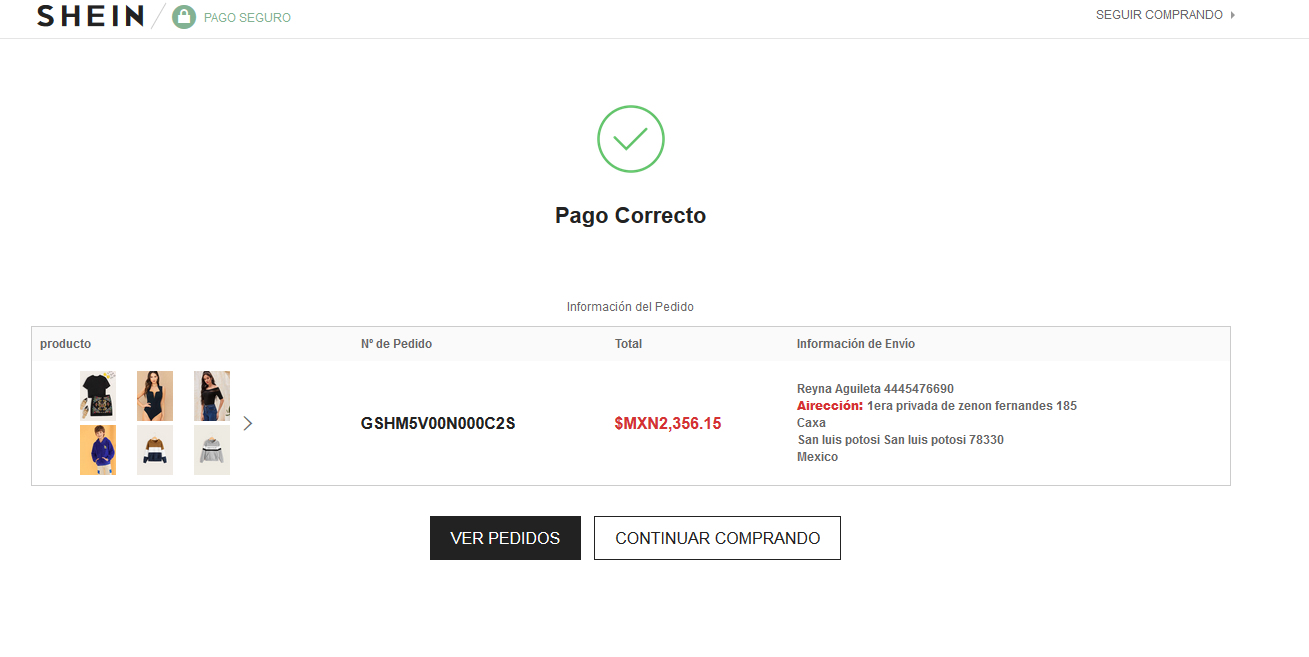 SHEIN PAGO SEGURO
SEGUIR COMPRANDO
Pago Correcto
Información del Pedido
producto Nº de Pedido Total Información de Envio
Reyna Aguileta 4445476690
Airección: 1era privada de zenon fernandes 185
GSHM5V00N000C2S $MXN2,356.15
Caxa
San luis potosi San luis potosi 78330
Mexico
VER PEDIDOS CONTINUAR COMPRANDO